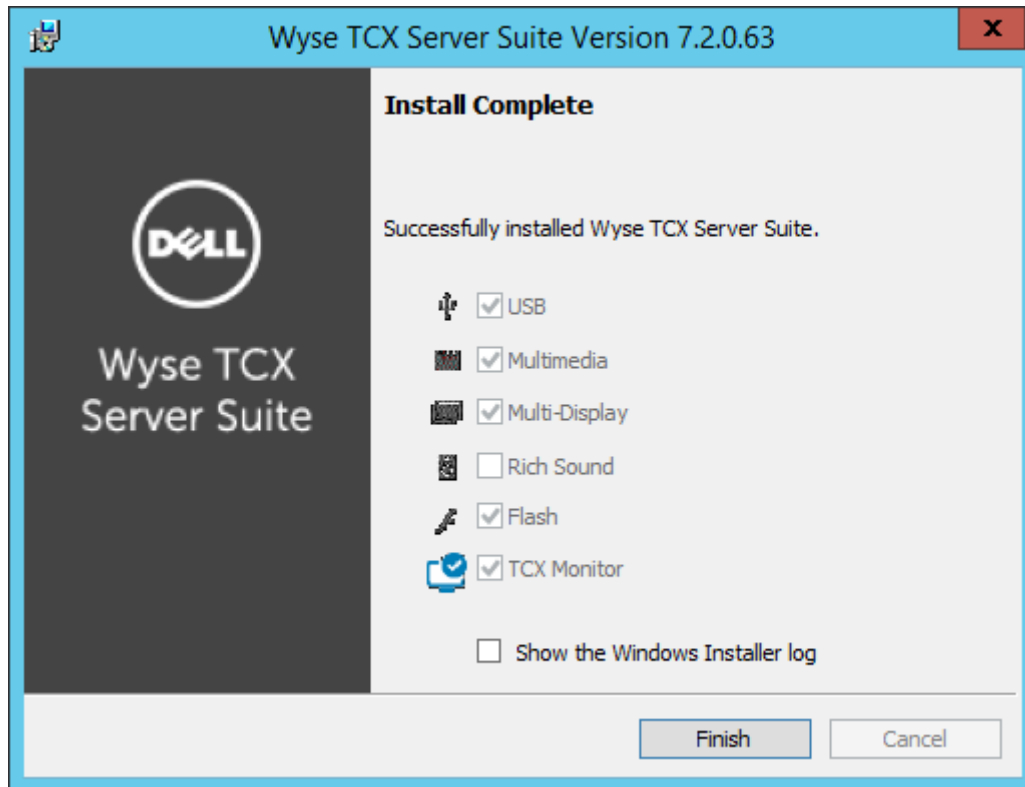 Wyse TCX Server Suite Version 7.2.0.63
x
Install Complete
DELL
Wyse TCX
Server Suite
Successfully installed Wyse TCX Server Suite.
USB
Multimedia
Multi-Display
Rich Sound
Flash
TCX Monitor
Show the Windows Installer log
Finish
Cancel